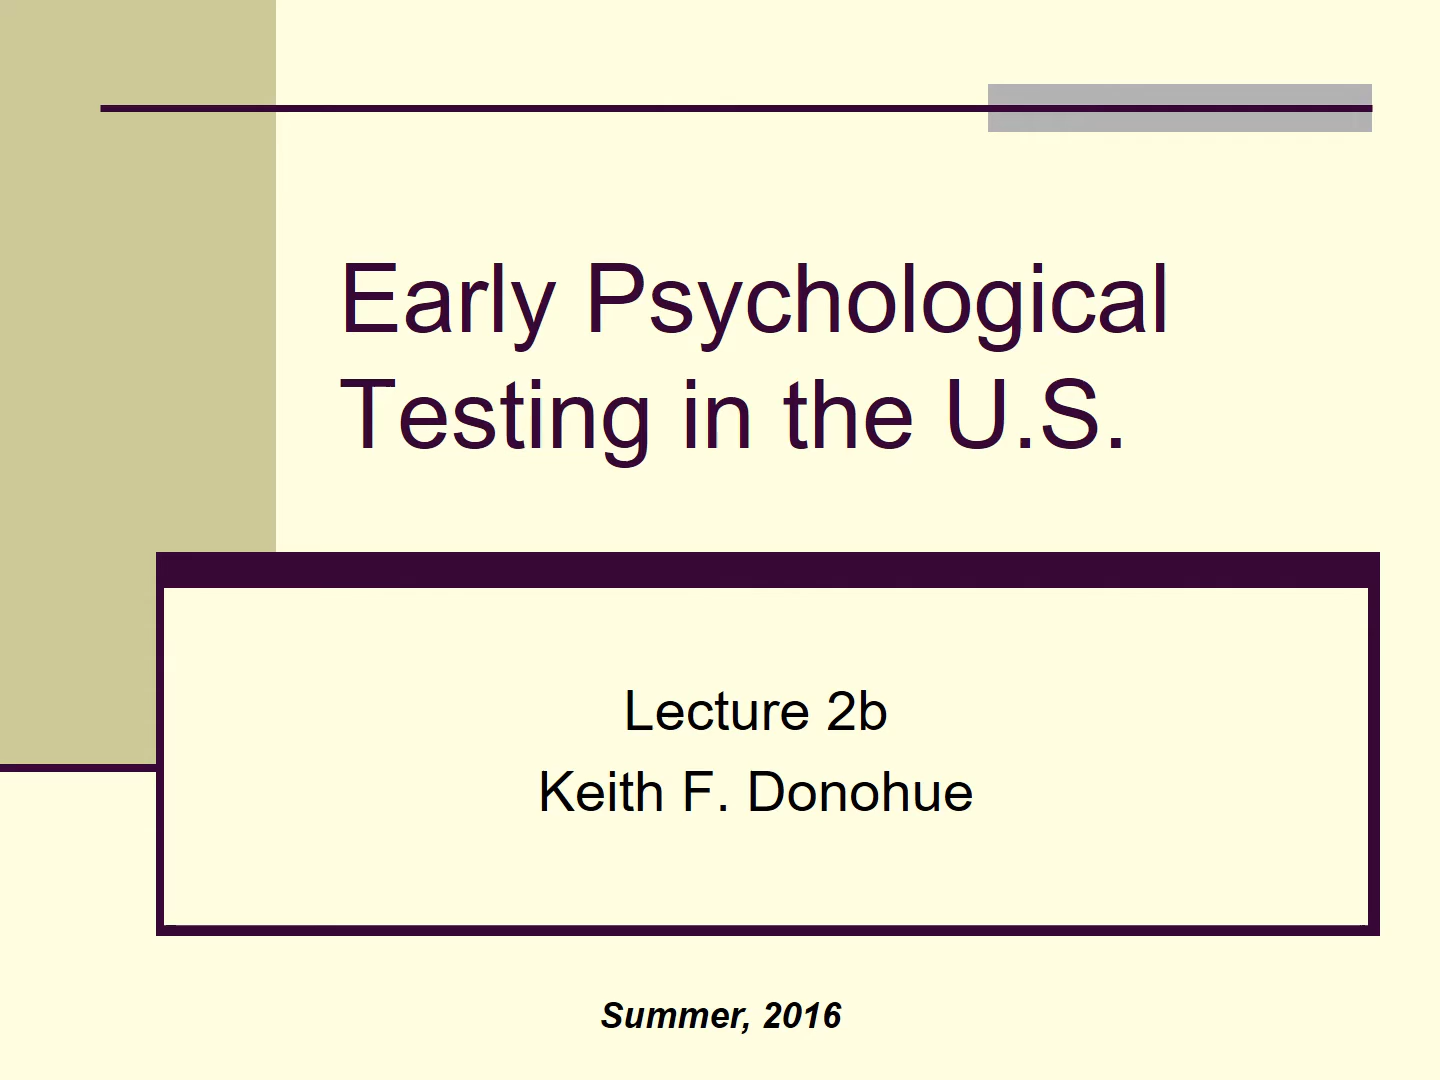 Early Psychological
Testing in the U.S.
Lecture 2b
Keith F. Donohue
Summer, 2016